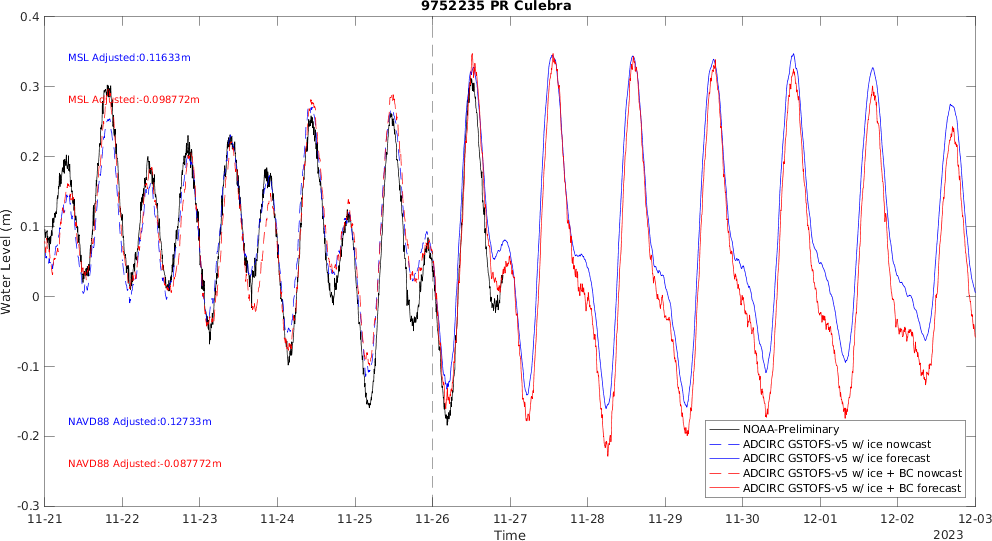 9752235 PR Culebra
0.4
0.3
0.2
0.1
0
-0.1
-0.2
-0.3
Water Level (m)
MSL Adjusted:0.11633m
MSL Adjusted:-0.098772m
NAVD88 Adjusted:0.12733m
NAVD88 Adjusted:-0.087772m
NOAA-Preliminary
ADCIRC GSTOFS-v5 w/ ice nowcast
ADCIRC GSTOFS-v5 w/ ice forecast
ADCIRC GSTOFS-v5 w/ ice + BC nowcast
ADCIRC GSTOFS-v5 w/ ice + BC forecast
11-21 11-22 11-23 11-24 11-25 11-26 11-27 11-28 11-29 11-30 12-01 12-02 12-03
Time
2023